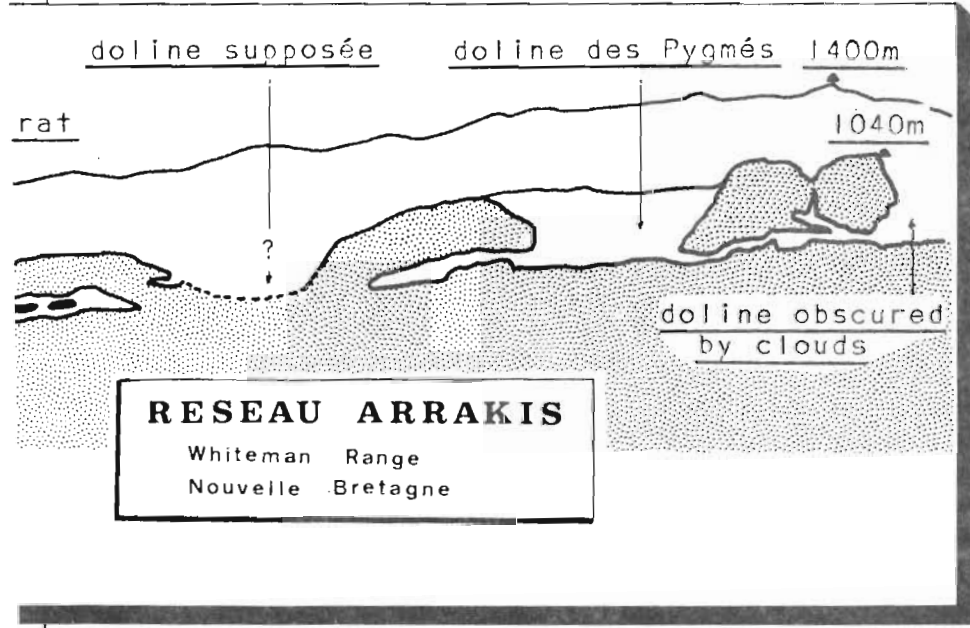 doline supposée
doline des Pygmés
1400m
rat
1040m
?
doline obscured
by clouds
RESEAU ARRAKIS
Whiteman Range
Nouvelle Bretagne